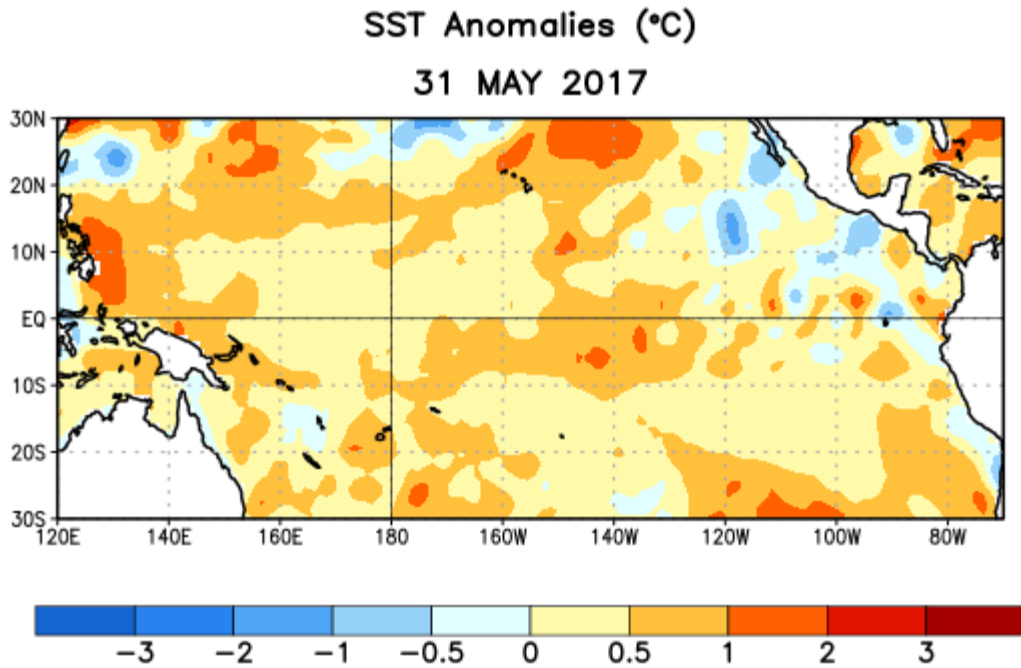 SST Anomalies (°C)
31 MAY 2017
30N
20N
10N
EQ
10S
20S
30S
120E 140E 160E 180 160W 140W 120W 100W 80W
-3 -2 -1 -0.5 0 0.5 1 2 3